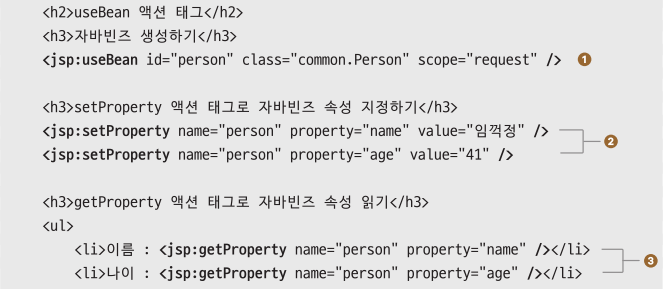 <h2>useBean 액션 태그</h2>
<h3>자바빈즈 생성하기</h3>
<jsp:useBean id="person" class="common.Person" scope="request" /> ❶
<h3>setProperty 액션 태그로 자바빈즈 속성 지정하기</h3>
<jsp:setProperty name="person" property="name" value="임꺽정" />
<jsp:setProperty name="person" property="age" value="41" /> ❷
<h3>getProperty 액션 태그로 자바빈즈 속성 읽기</h3>
<ul>
<li>이름 : <jsp:getProperty name="person" property="name" /></li>
<li>나이 : <jsp:getProperty name="person" property="age" /></li> ❸